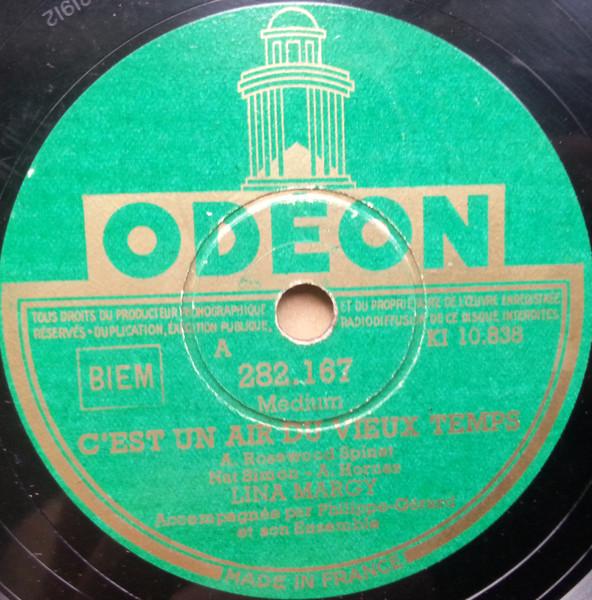 ODEON
TOUS DROITS DU PRODUCTEUR PHONOGRAPHIQUE ET DU PROPRIÉTAIRE DE L'ŒUVRE ENREGISTRÉE
RÉSERVÉS · DUPLICATION, EXÉCUTION PUBLIQUE, RADIODIFFUSION DE CE DISQUE INTERDITES
A
KI 10.838
BIEM
282.167
Medium
C'EST UN AIR DU VIEUX TEMPS
A. Rosewood Spinet
Nat Simon - A. Hornez
LINA MARGY
Accompagnée par Philippe-Gérard
et son Ensemble
MADE IN FRANCE